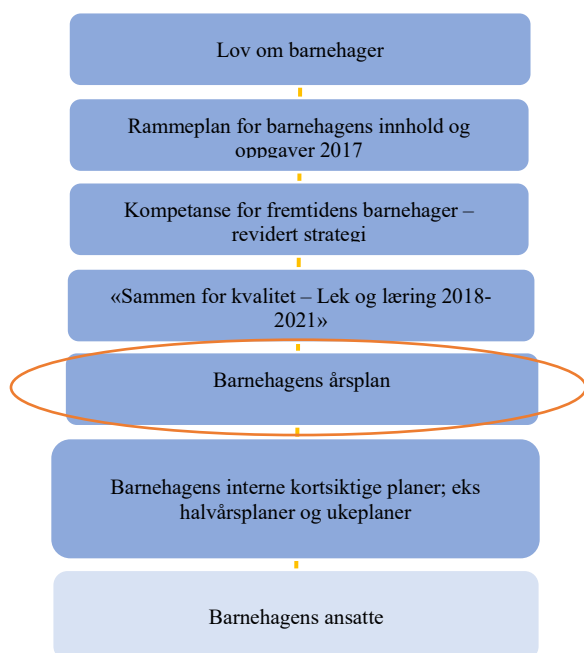 Lov om barnehager
Rammeplan for barnehagens innhold og
oppgaver 2017
Kompetanse for fremtidens barnehager –
revidert strategi
«Sammen for kvalitet – Lek og læring 2018-
2021»
Barnehagens årsplan
Barnehagens interne kortsiktige planer; eks
halvårsplaner og ukeplaner
Barnehagens ansatte